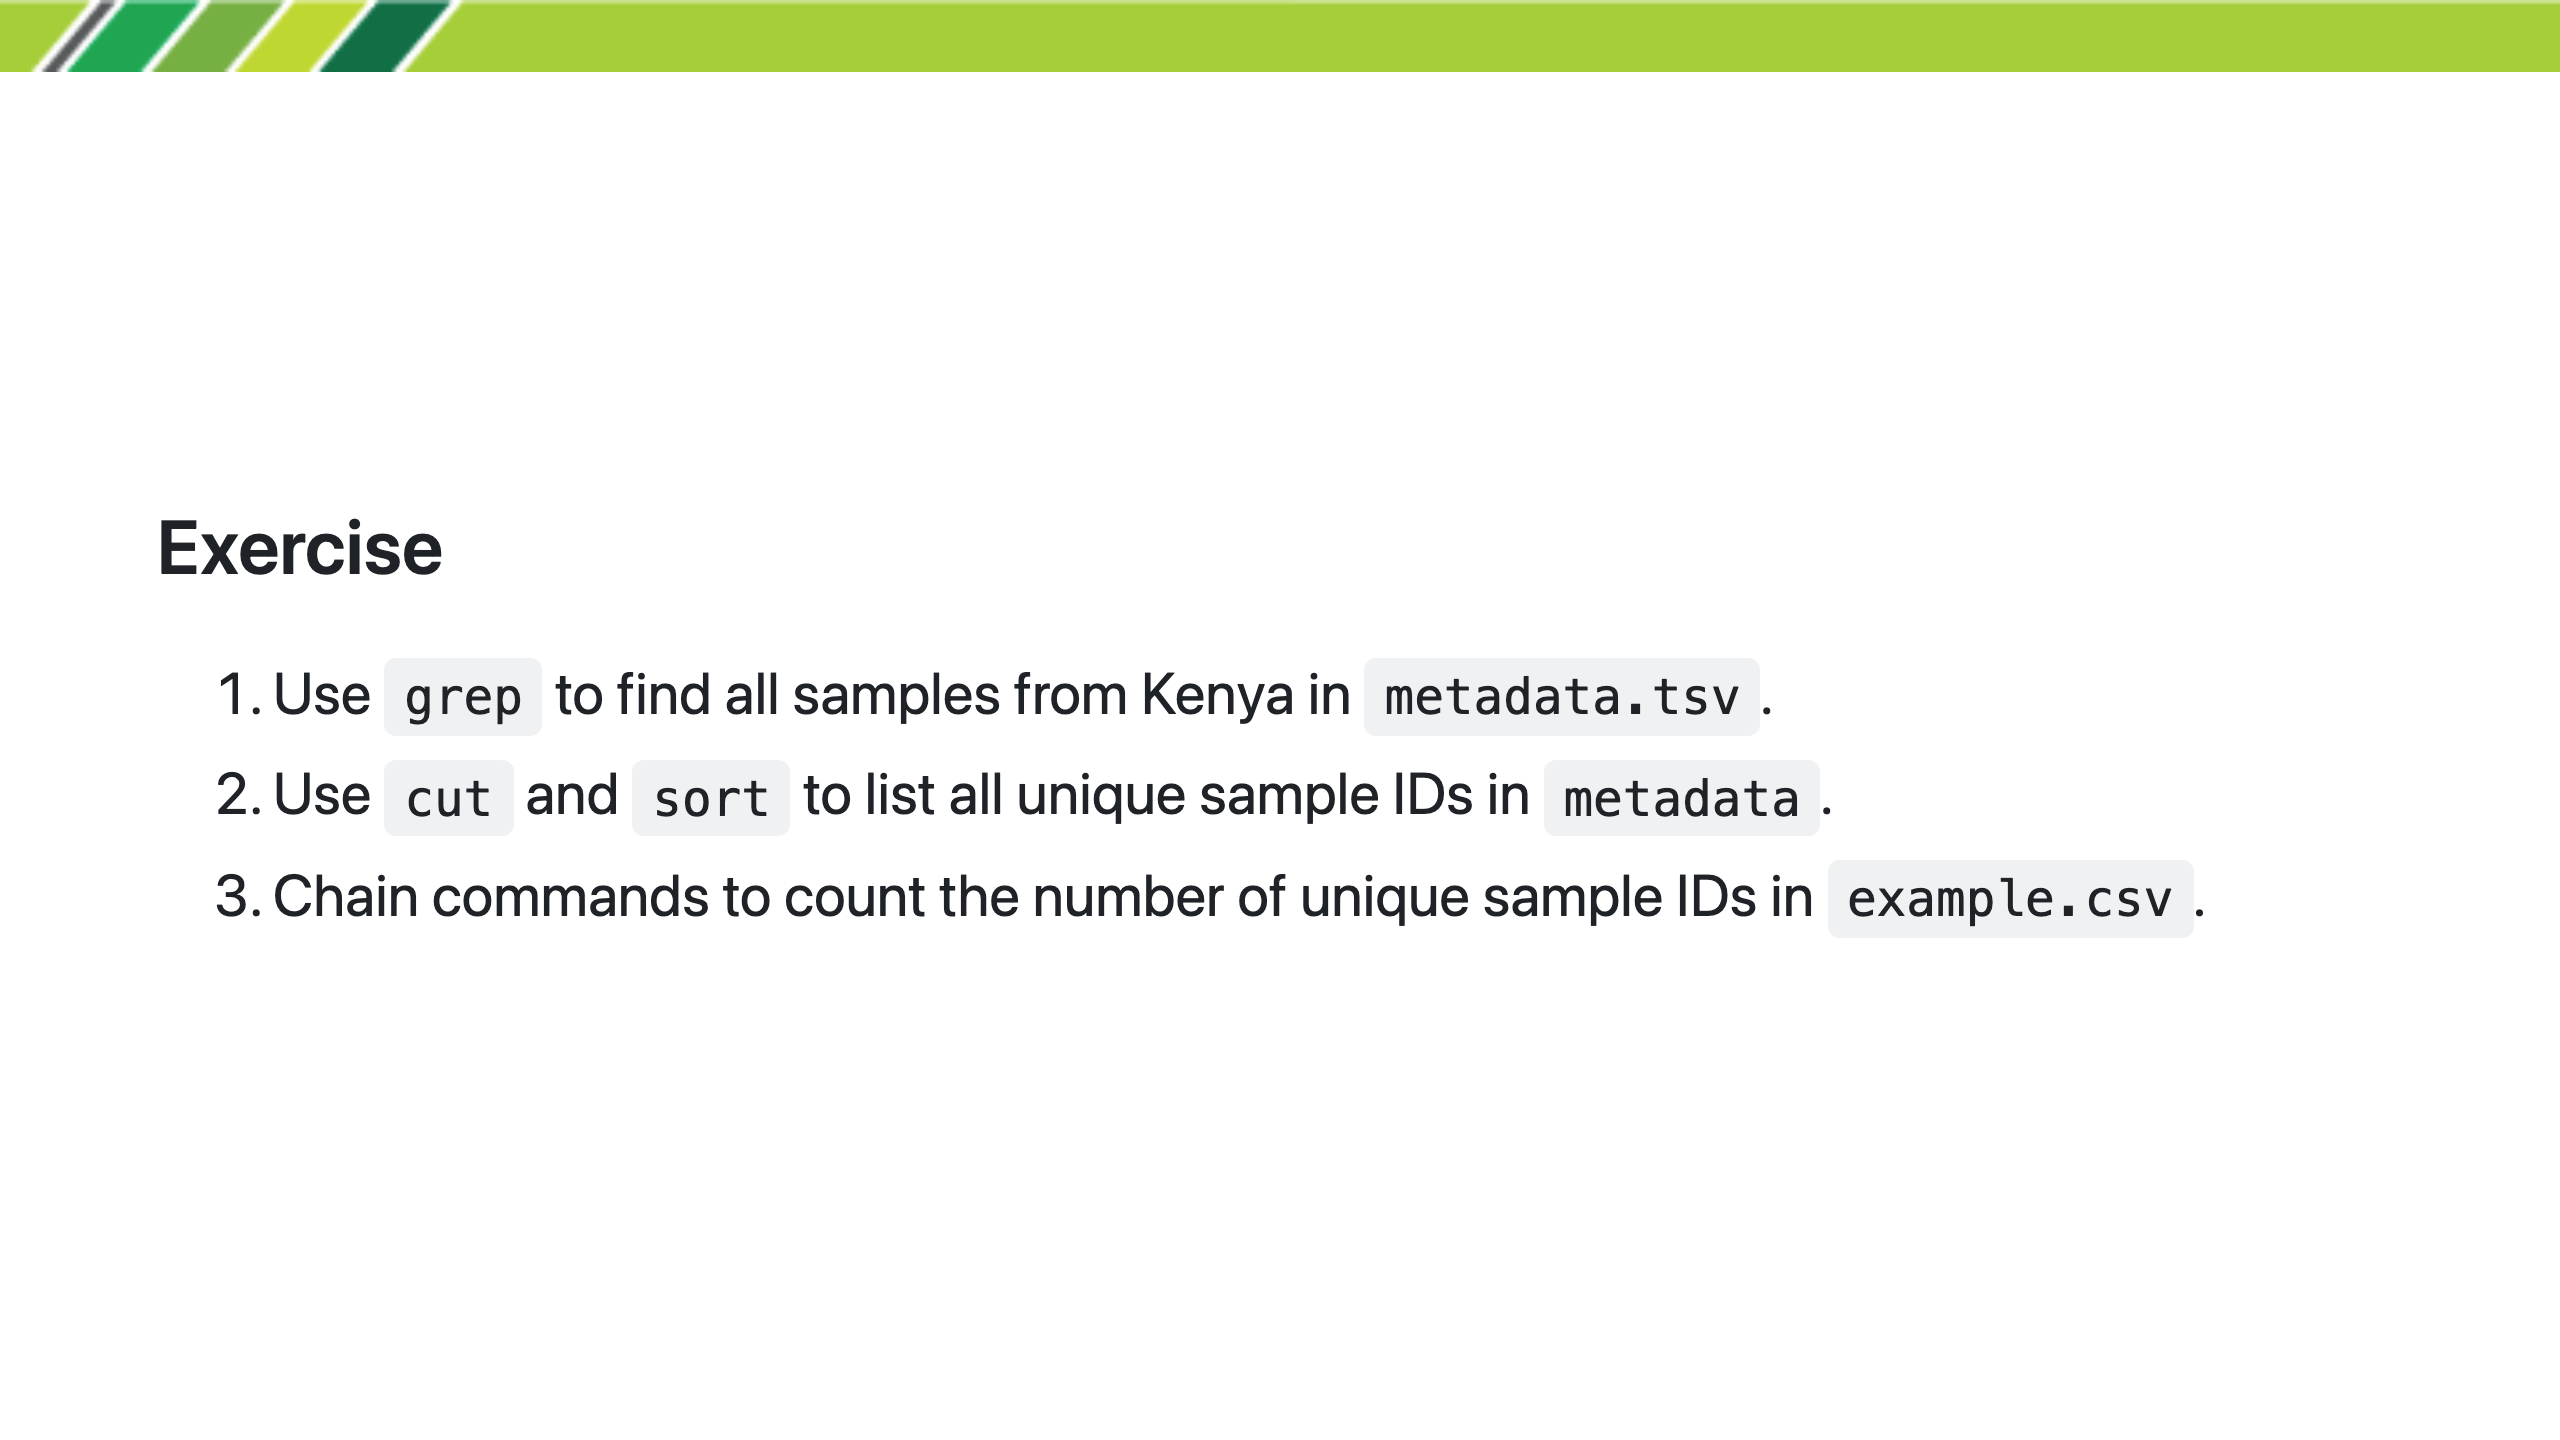 Exercise
1. Use grep to find all samples from Kenya in metadata.tsv.
2. Use cut and sort to list all unique sample IDs in metadata.
3. Chain commands to count the number of unique sample IDs in example.csv.